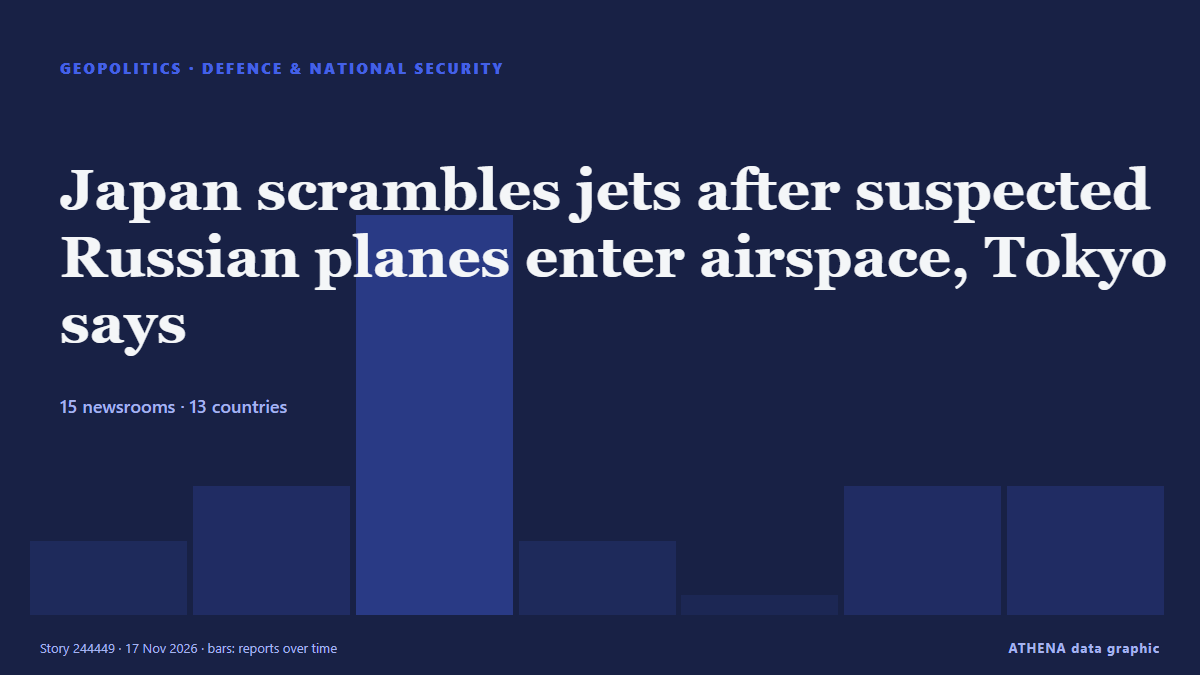 GEOPOLITICS · DEFENCE & NATIONAL SECURITY
Japan scrambles jets after suspected
Russian planes enter airspace, Tokyo
says
15 newsrooms · 13 countries
Story 244449 · 17 Nov 2026 · bars: reports over time
ATHENA data graphic